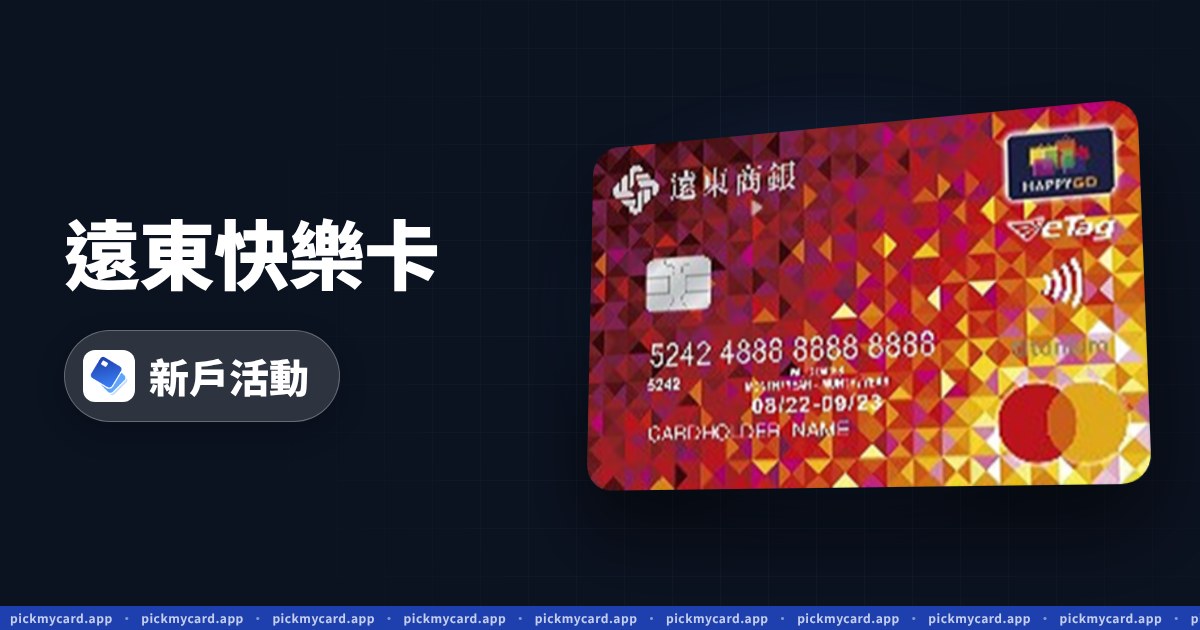 遠東快樂卡
新戶活動
遠東商銀
HAPPYGO
eTag
5242 4888 8888 8888
5242
08/22-09/23
CARDHOLDER NAME
pickmycard.app · pickmycard.app · pickmycard.app · pickmycard.app · pickmycard.app · pickmycard.app · pickmycard.app · pickmycard.app · pickmycard.app · p